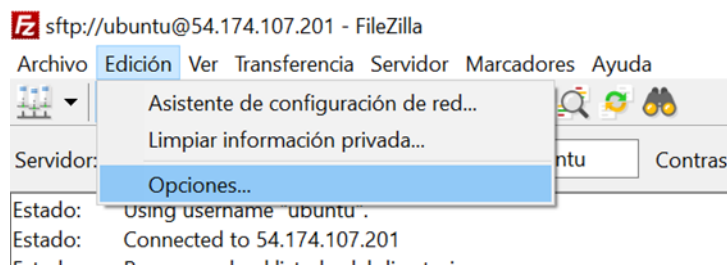 sftp://ubuntu@54.174.107.201 - FileZilla
Archivo Edición Ver Transferencia Servidor Marcadores Ayuda
Asistente de configuración de red...
Limpiar información privada...
Servidor: ntu Contras
Opciones...
Estado: Using username "ubuntu".
Estado: Connected to 54.174.107.201